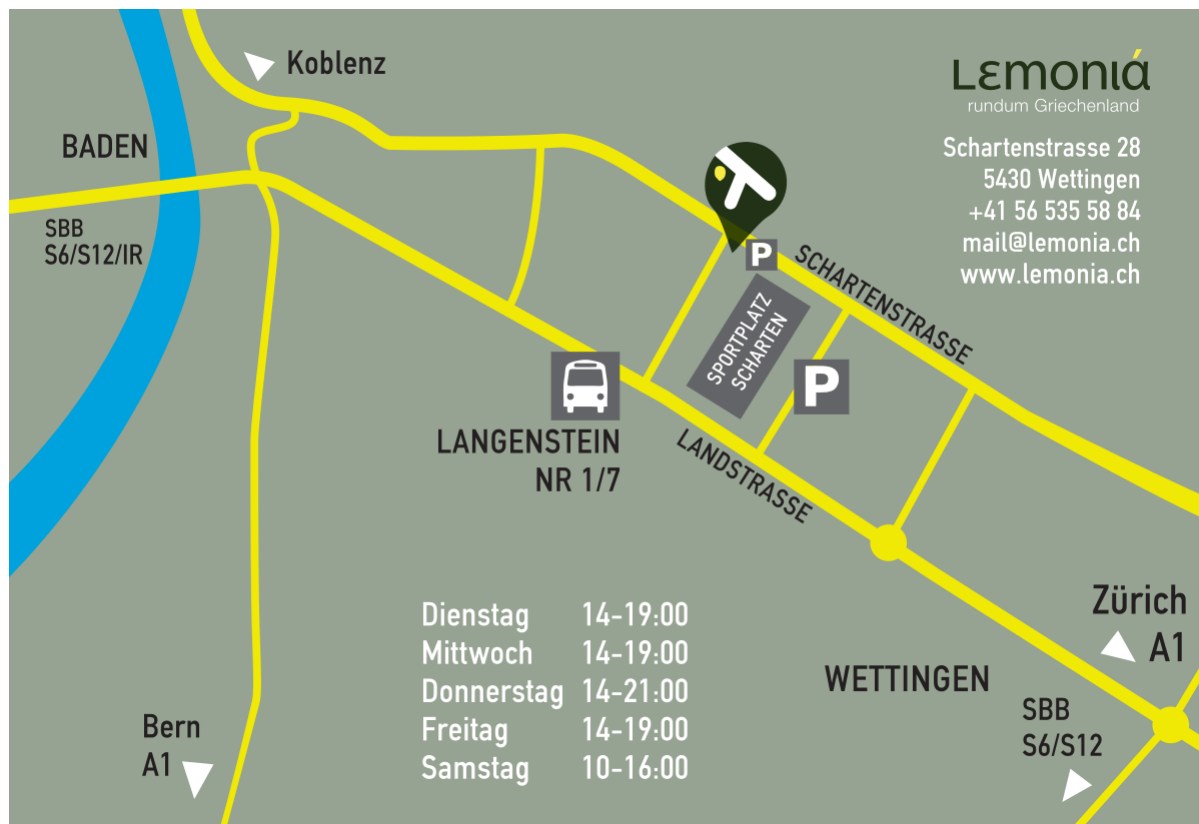 Koblenz
Lεmoniá
rundum Griechenland
BADEN
Schartenstrasse 28
5430 Wettingen
+41 56 535 58 84
mail@lemonia.ch
www.lemonia.ch
SBB
S6/S12/IR
P
SCHARTENSTRASSE
SPORTPLATZ
SCHARTEN
P
LANGENSTEIN
NR 1/7
LANDSTRASSE
Dienstag 14-19:00
Mittwoch 14-19:00
Donnerstag 14-21:00
Freitag 14-19:00
Samstag 10-16:00
Zürich
A1
WETTINGEN
SBB
S6/S12
Bern
A1